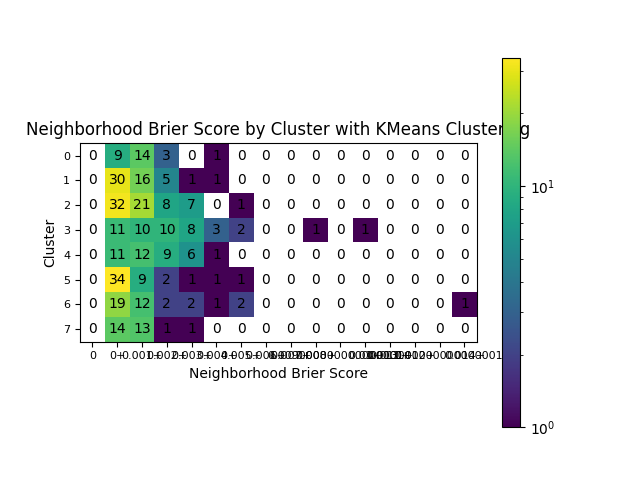 Neighborhood Brier Score by Cluster with KMeans Clustering
0 0 9 14 3 0 1 0 0 0 0 0 0 0 0 0 0
1 0 30 16 5 1 1 0 0 0 0 0 0 0 0 0 0
2 0 32 21 8 7 0 1 0 0 0 0 0 0 0 0 0
3 0 11 10 10 8 3 2 0 0 1 0 1 0 0 0 0
4 0 11 12 9 6 1 0 0 0 0 0 0 0 0 0 0
5 0 34 9 2 1 1 1 0 0 0 0 0 0 0 0 0
6 0 19 12 2 2 1 2 0 0 0 0 0 0 0 0 1
7 0 14 13 1 1 0 0 0 0 0 0 0 0 0 0 0
0 0+
Neighborhood Brier Score
Cluster
10¹
10⁰